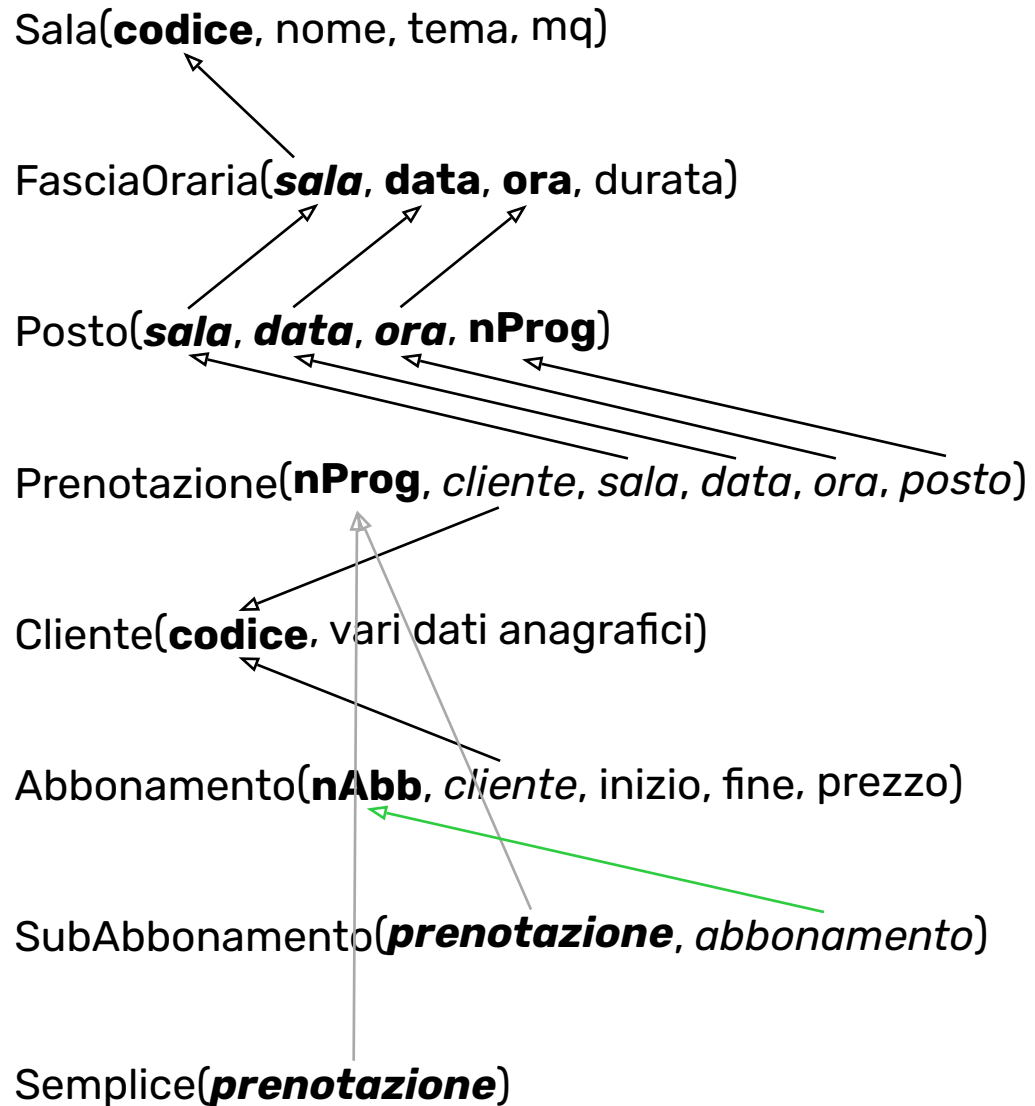 Sala(codice, nome, tema, mq)
FasciaOraria(sala, data, ora, durata)
Posto(sala, data, ora, nProg)
Prenotazione(nProg, cliente, sala, data, ora, posto)
Cliente(codice, vari dati anagrafici)
Abbonamento(nAbb, cliente, inizio, fine, prezzo)
SubAbbonamento(prenotazione, abbonamento)
Semplice(prenotazione)